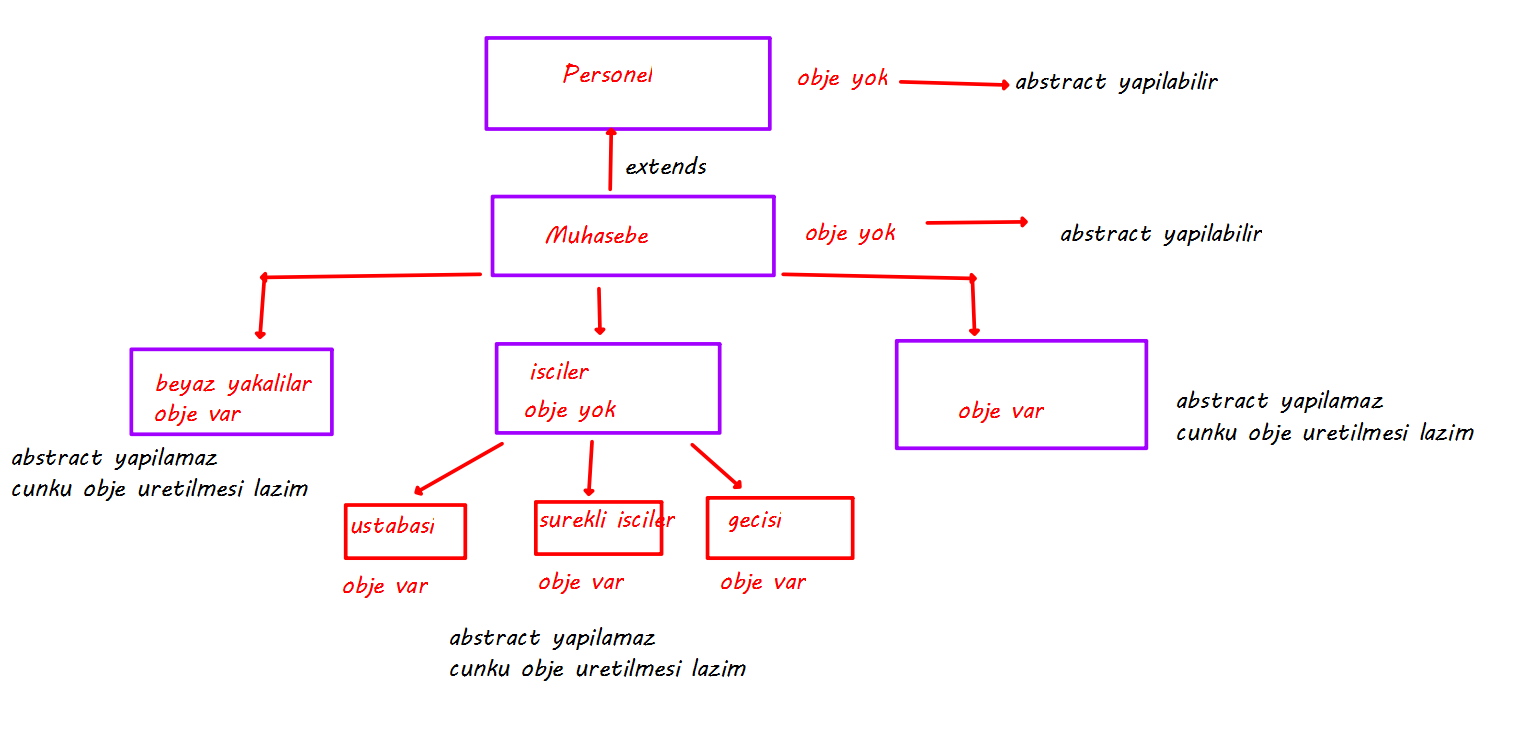 Personel
obje yok
abstract yapilabilir
extends
Muhasebe
obje yok
abstract yapilabilir
beyaz yakalilar
obje var
abstract yapilamaz
cunku obje uretilmesi lazim
isciler
obje yok
obje var
abstract yapilamaz
cunku obje uretilmesi lazim
ustabasi
obje var
surekli isciler
obje var
gecisi
obje var
abstract yapilamaz
cunku obje uretilmesi lazim